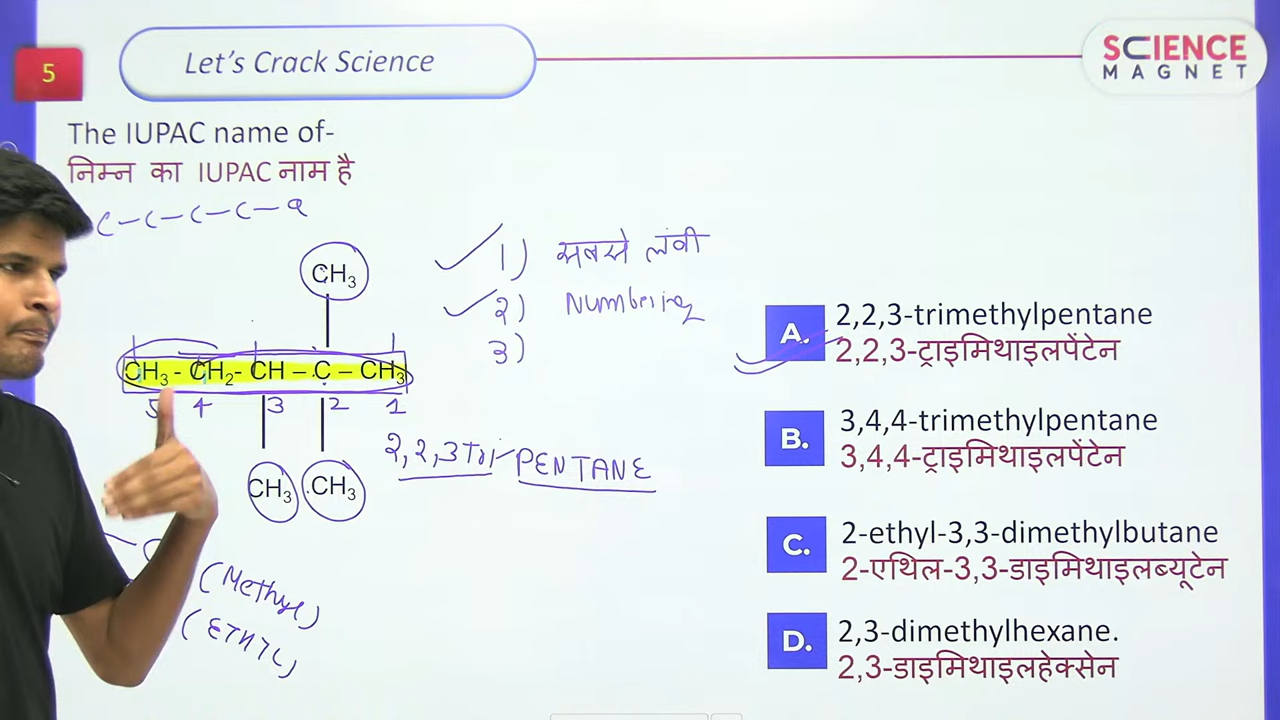 5
Let's Crack Science
SCIENCE
MAGNET
The IUPAC name of-
निम्न का IUPAC नाम है
C-C-C-C-C
CH3
CH3 - CH2- CH – C – CH3
5 4 3 2 1
CH3 CH3
1) सबसे लंबी
2) Numbering
3)
2,2,3 Tri-PENTANE
(Methyl)
(ETHYL)
A. 2,2,3-trimethylpentane
2,2,3-ट्राइमिथाइलपेंटेन
B. 3,4,4-trimethylpentane
3,4,4-ट्राइमिथाइलपेंटेन
C. 2-ethyl-3,3-dimethylbutane
2-एथिल-3,3-डाइमिथाइलब्यूटेन
D. 2,3-dimethylhexane.
2,3-डाइमिथाइलहेक्सेन